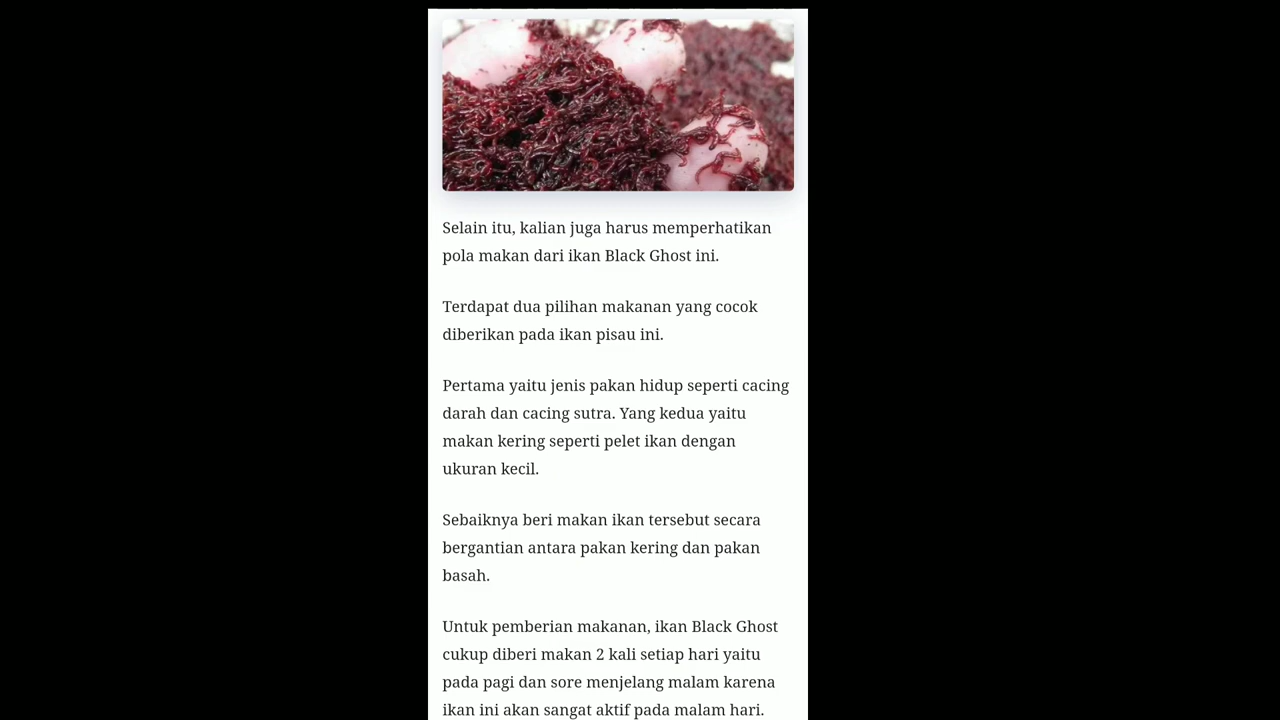 Selain itu, kalian juga harus memperhatikan
pola makan dari ikan Black Ghost ini.
Terdapat dua pilihan makanan yang cocok
diberikan pada ikan pisau ini.
Pertama yaitu jenis pakan hidup seperti cacing
darah dan cacing sutra. Yang kedua yaitu
makan kering seperti pelet ikan dengan
ukuran kecil.
Sebaiknya beri makan ikan tersebut secara
bergantian antara pakan kering dan pakan
basah.
Untuk pemberian makanan, ikan Black Ghost
cukup diberi makan 2 kali setiap hari yaitu
pada pagi dan sore menjelang malam karena
ikan ini akan sangat aktif pada malam hari.